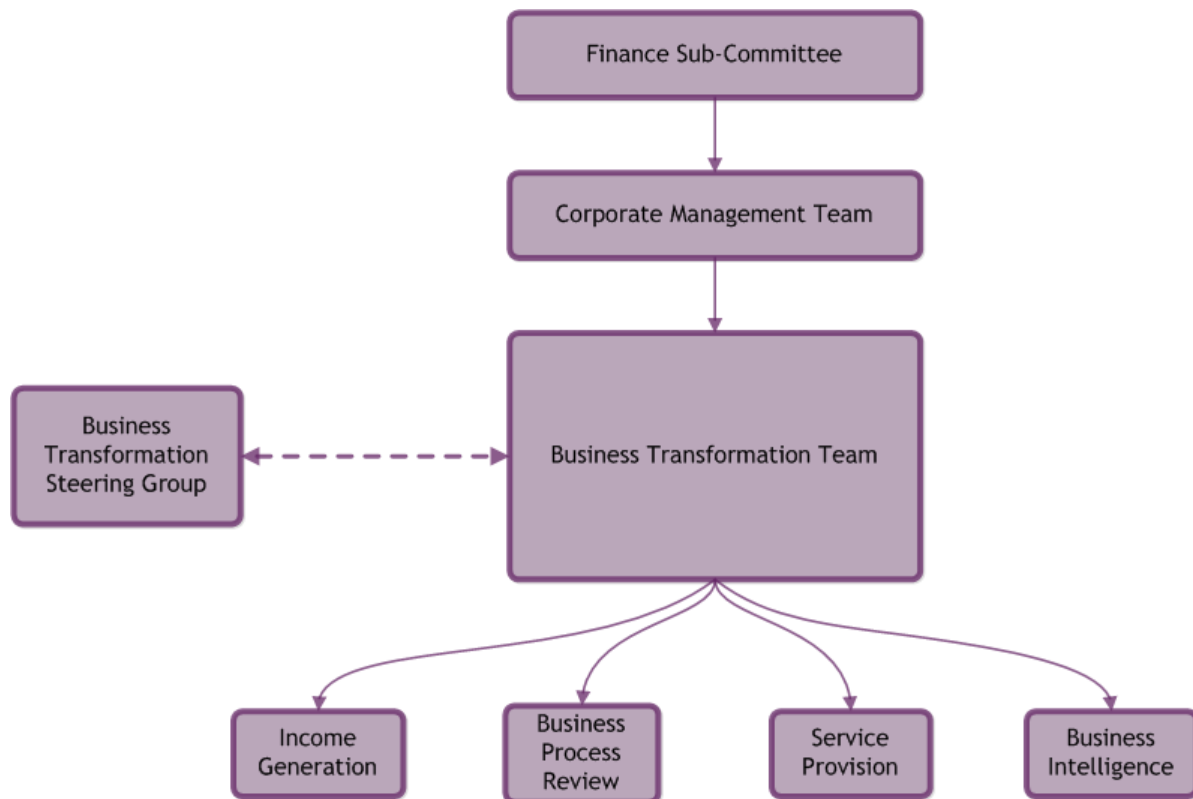 Finance Sub-Committee
Corporate Management Team
Business
Transformation
Steering Group
Business Transformation Team
Income
Generation
Business
Process
Review
Service
Provision
Business
Intelligence